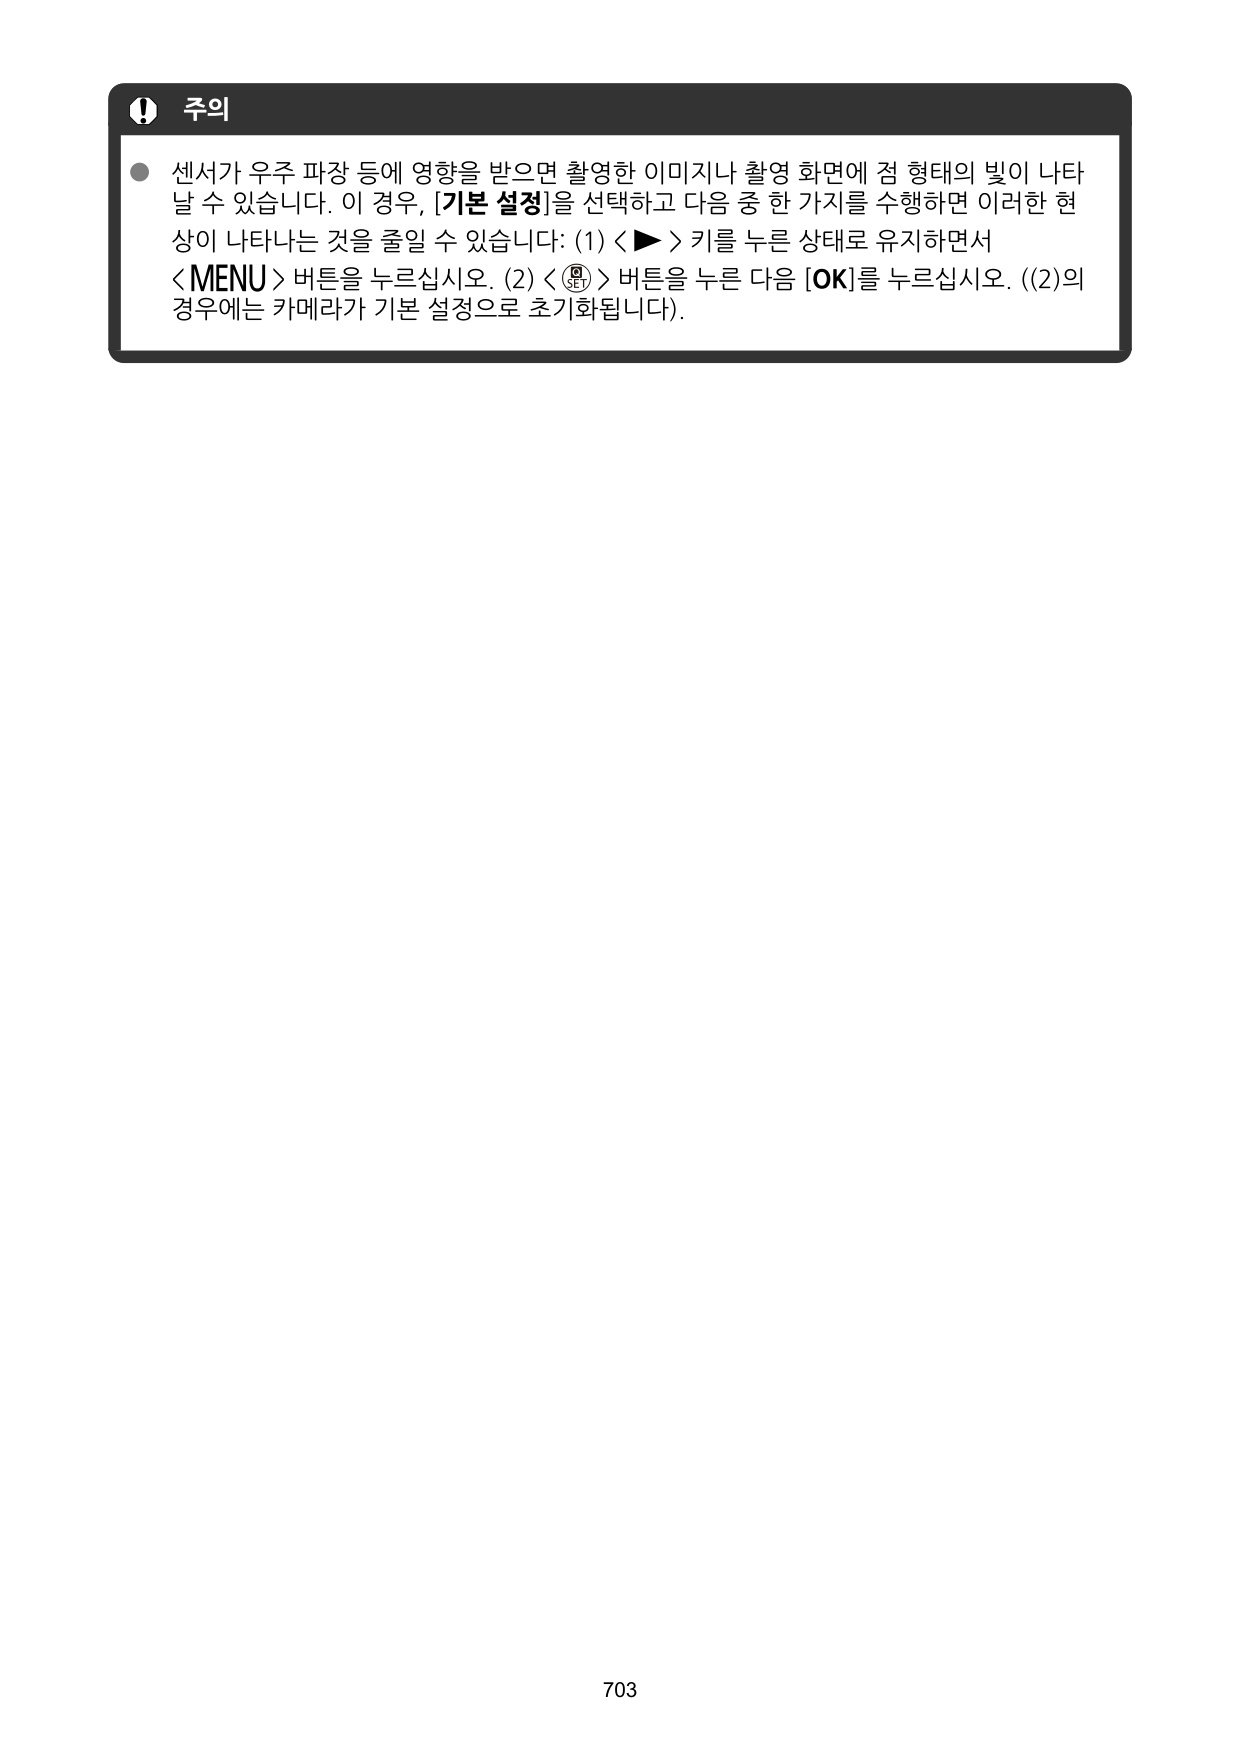 주의
● 센서가 우주 파장 등에 영향을 받으면 촬영한 이미지나 촬영 화면에 점 형태의 빛이 나타
날 수 있습니다. 이 경우, [기본 설정]을 선택하고 다음 중 한 가지를 수행하면 이러한 현
상이 나타나는 것을 줄일 수 있습니다: (1) < ▶ > 키를 누른 상태로 유지하면서
< MENU > 버튼을 누르십시오. (2) < Q SET > 버튼을 누른 다음 [OK]를 누르십시오. ((2)의
경우에는 카메라가 기본 설정으로 초기화됩니다).
703